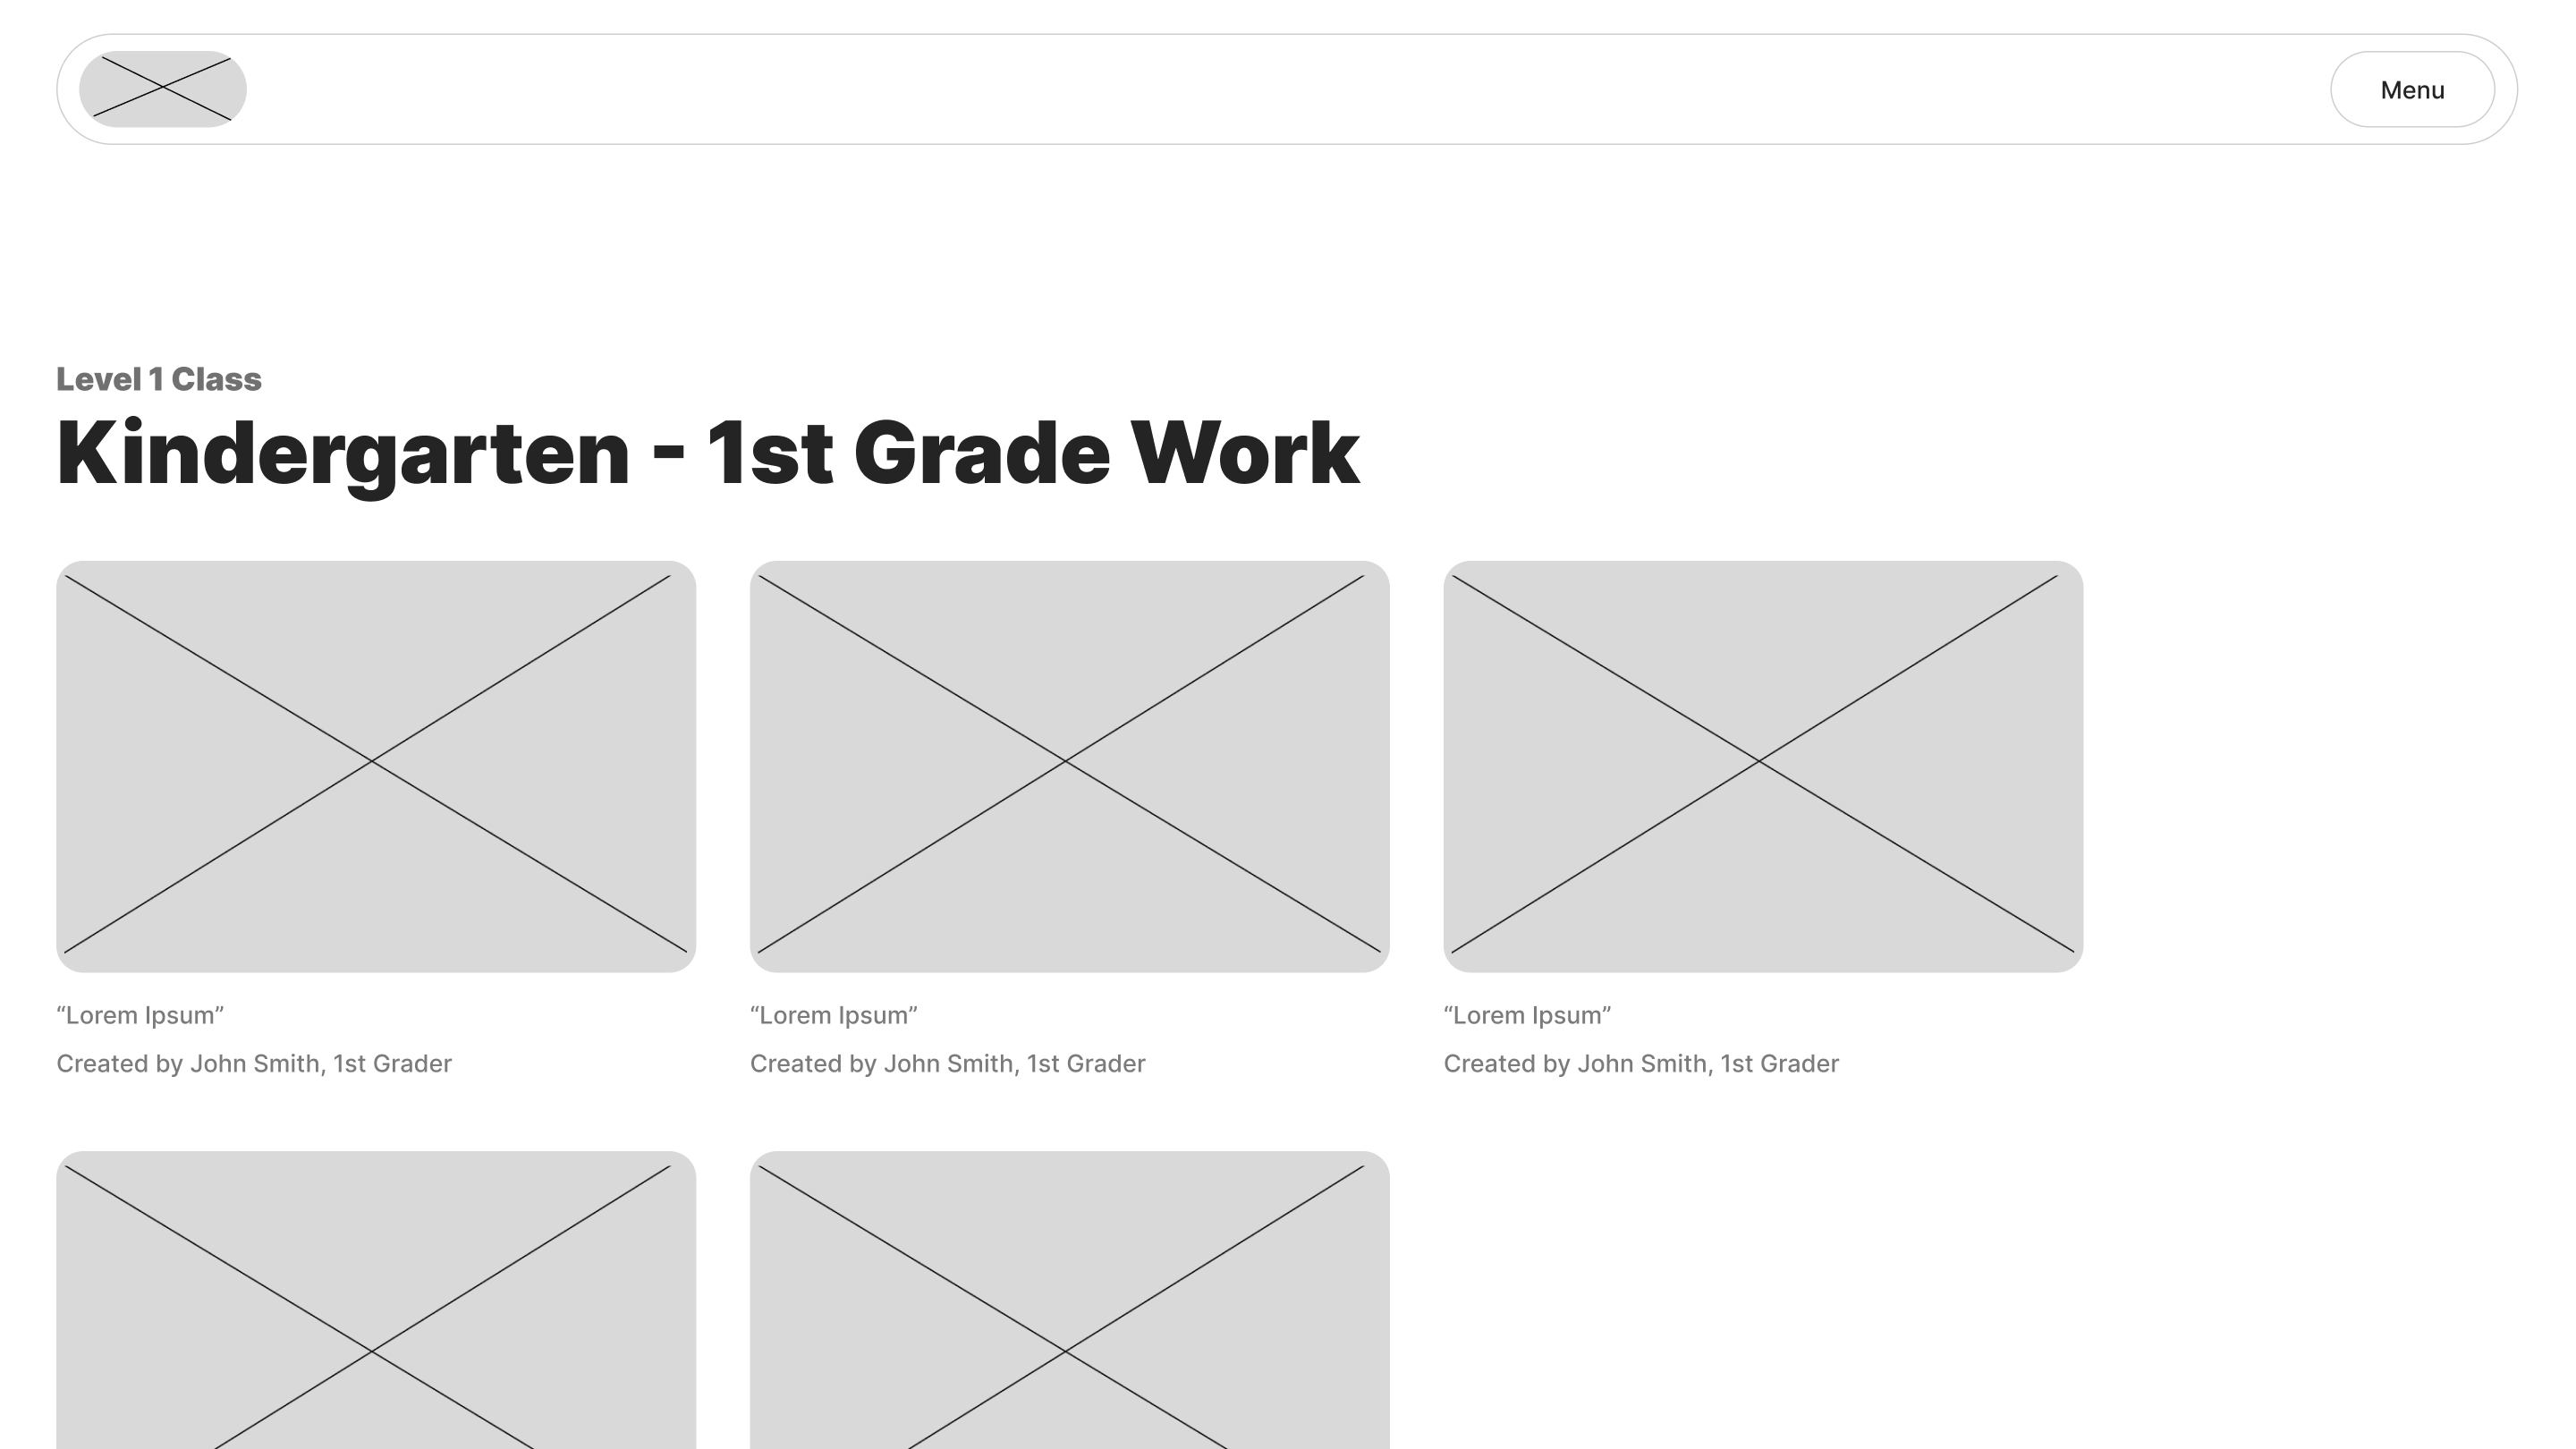 Menu
Level 1 Class
Kindergarten - 1st Grade Work
“Lorem Ipsum”
Created by John Smith, 1st Grader
“Lorem Ipsum”
Created by John Smith, 1st Grader
“Lorem Ipsum”
Created by John Smith, 1st Grader